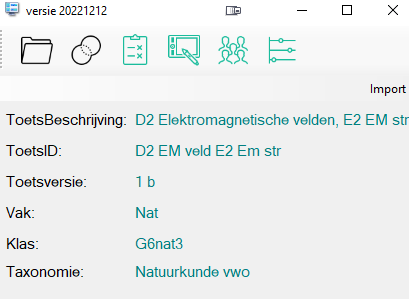 versie 20221212
Import
ToetsBeschrijving: D2 Elektromagnetische velden, E2 EM str
ToetsID: D2 EM veld E2 Em str
Toetsversie: 1 b
Vak: Nat
Klas: G6nat3
Taxonomie: Natuurkunde vwo